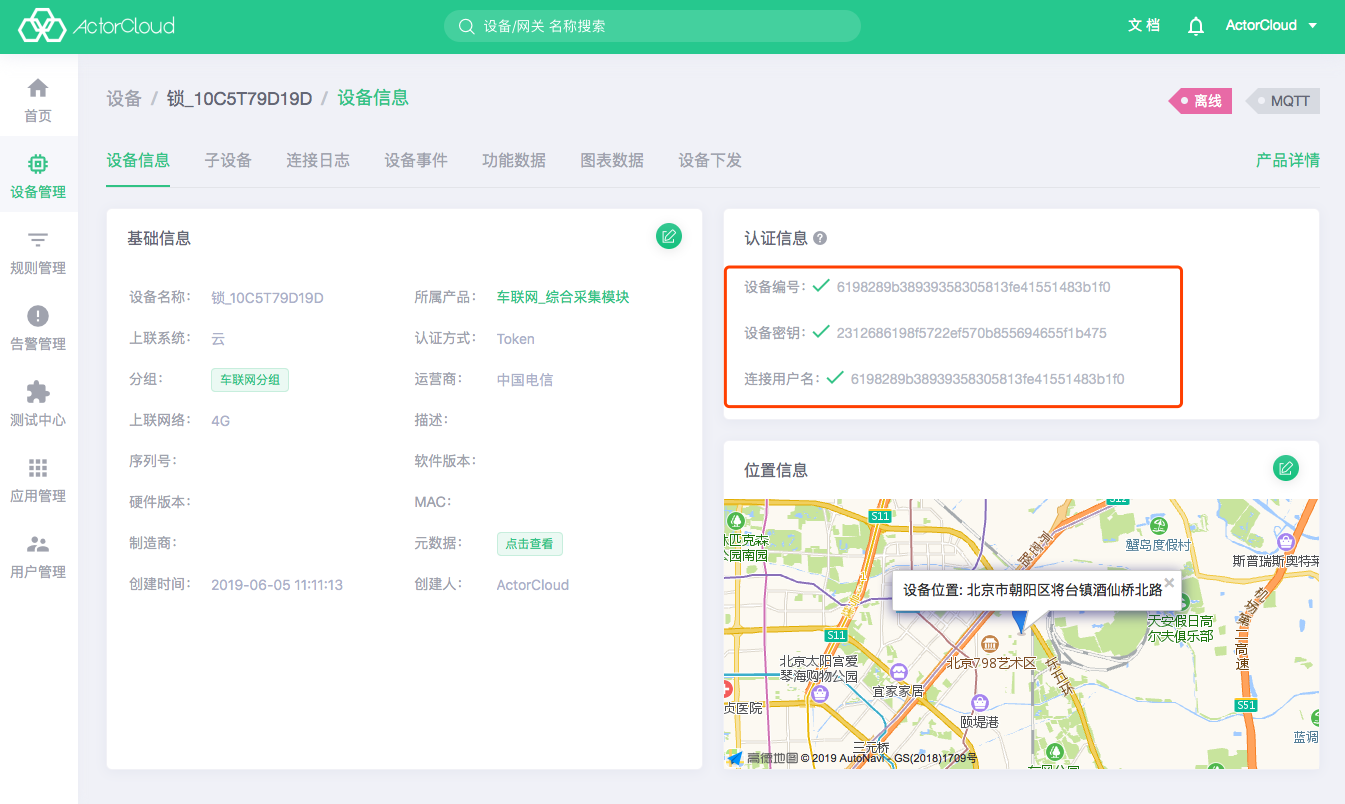 ActorCloud
设备/网关 名称搜索
文 档
ActorCloud
首页
设备管理
规则管理
告警管理
测试中心
应用管理
用户管理
设备 / 锁_10C5T79D19D / 设备信息
离线
MQTT
设备信息 子设备 连接日志 设备事件 功能数据 图表数据 设备下发
产品详情
基础信息
设备名称: 锁_10C5T79D19D
所属产品: 车联网_综合采集模块
上联系统: 云
认证方式: Token
分组: 车联网分组
运营商: 中国电信
上联网络: 4G
描述:
序列号:
软件版本:
硬件版本:
MAC:
制造商:
元数据: 点击查看
创建时间: 2019-06-05 11:11:13
创建人: ActorCloud
认证信息
设备编号: 6198289b38939358305813fe41551483b1f0
设备密钥: 2312686198f5722ef570b855694655f1b475
连接用户名: 6198289b38939358305813fe41551483b1f0
位置信息
S12
S11
林匹克森
公园南园
京密路
蟹岛度假村
斯普瑞斯奥特莱
设备位置: 北京市朝阳区将台镇酒仙桥北路
机场第二高速
天安假日高
尔夫俱乐部
S11
北京太阳宫爱
琴海购物公园
北京798艺术区
东五环
宜家家居
贞医院
颐堤港
S51
蓝调
三元桥
高德地图 © 2019 AutoNavi - GS(2018)1709号